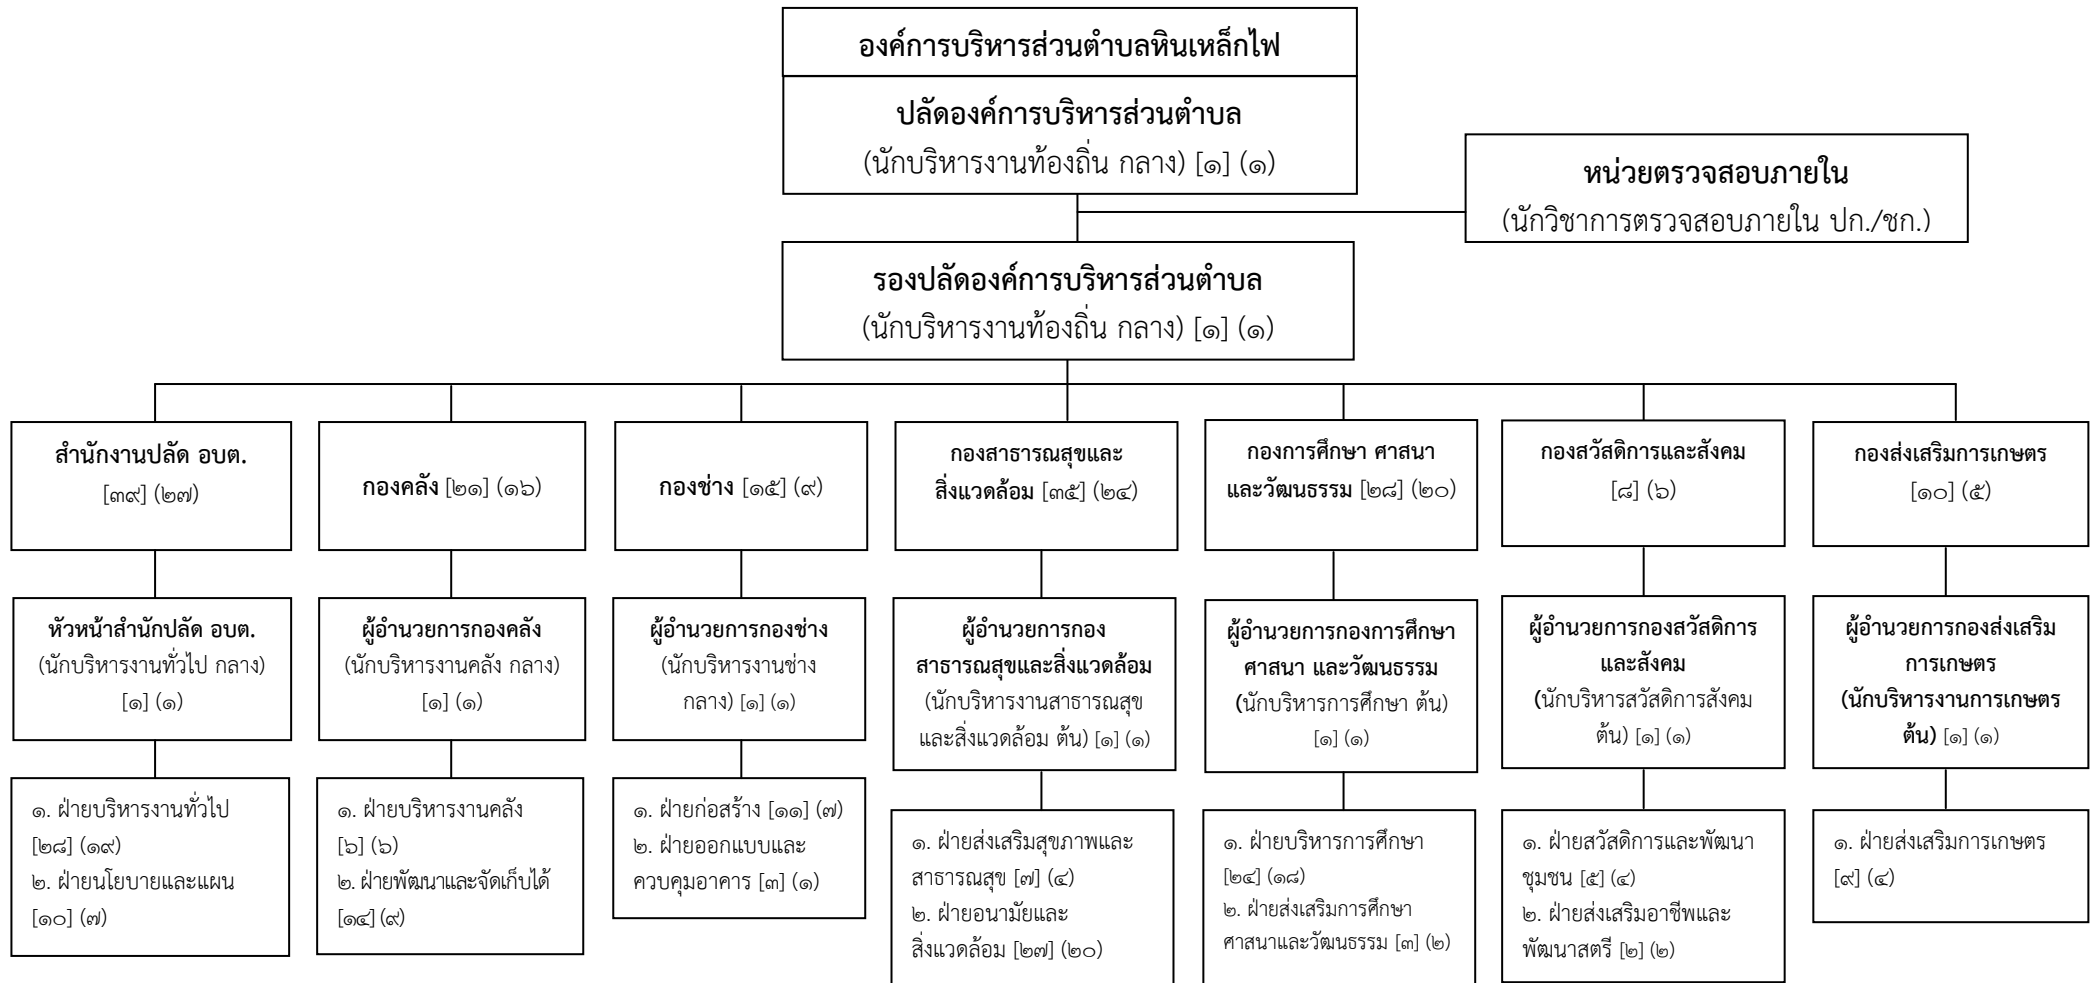 องค์การบริหารส่วนตำบลหินเหล็กไฟ
ปลัดองค์การบริหารส่วนตำบล
(นักบริหารงานท้องถิ่น กลาง) [๑] (๑)
หน่วยตรวจสอบภายใน
(นักวิชาการตรวจสอบภายใน ปก./ชก.)
รองปลัดองค์การบริหารส่วนตำบล
(นักบริหารงานท้องถิ่น กลาง) [๑] (๑)
สำนักงานปลัด อบต.
[๓๙] (๒๗)
กองคลัง [๒๑] (๑๖)
กองช่าง [๑๕] (๙)
กองสาธารณสุขและ
สิ่งแวดล้อม [๓๕] (๒๔)
กองการศึกษา ศาสนา
และวัฒนธรรม [๒๘] (๒๐)
กองสวัสดิการและสังคม
[๘] (๖)
กองส่งเสริมการเกษตร
[๑๐] (๕)
หัวหน้าสำนักปลัด อบต.
(นักบริหารงานทั่วไป กลาง)
[๑] (๑)
ผู้อำนวยการกองคลัง
(นักบริหารงานคลัง กลาง)
[๑] (๑)
ผู้อำนวยการกองช่าง
(นักบริหารงานช่าง
กลาง) [๑] (๑)
ผู้อำนวยการกอง
สาธารณสุขและสิ่งแวดล้อม
(นักบริหารงานสาธารณสุข
และสิ่งแวดล้อม ต้น) [๑] (๑)
ผู้อำนวยการกองการศึกษา
ศาสนา และวัฒนธรรม
(นักบริหารการศึกษา ต้น)
[๑] (๑)
ผู้อำนวยการกองสวัสดิการ
และสังคม
(นักบริหารสวัสดิการสังคม
ต้น) [๑] (๑)
ผู้อำนวยการกองส่งเสริม
การเกษตร
(นักบริหารงานการเกษตร
ต้น) [๑] (๑)
๑. ฝ่ายบริหารงานทั่วไป
[๒๘] (๑๙)
๒. ฝ่ายนโยบายและแผน
[๑๐] (๗)
๑. ฝ่ายบริหารงานคลัง
[๖] (๖)
๒. ฝ่ายพัฒนาและจัดเก็บได้
[๑๔] (๙)
๑. ฝ่ายก่อสร้าง [๑๑] (๗)
๒. ฝ่ายออกแบบและ
ควบคุมอาคาร [๓] (๑)
๑. ฝ่ายส่งเสริมสุขภาพและ
สาธารณสุข [๗] (๔)
๒. ฝ่ายอนามัยและ
สิ่งแวดล้อม [๒๗] (๒๐)
๑. ฝ่ายบริหารการศึกษา
[๒๔] (๑๘)
๒. ฝ่ายส่งเสริมการศึกษา
ศาสนาและวัฒนธรรม [๓] (๒)
๑. ฝ่ายสวัสดิการและพัฒนา
ชุมชน [๕] (๔)
๒. ฝ่ายส่งเสริมอาชีพและ
พัฒนาสตรี [๒] (๒)
๑. ฝ่ายส่งเสริมการเกษตร
[๙] (๔)